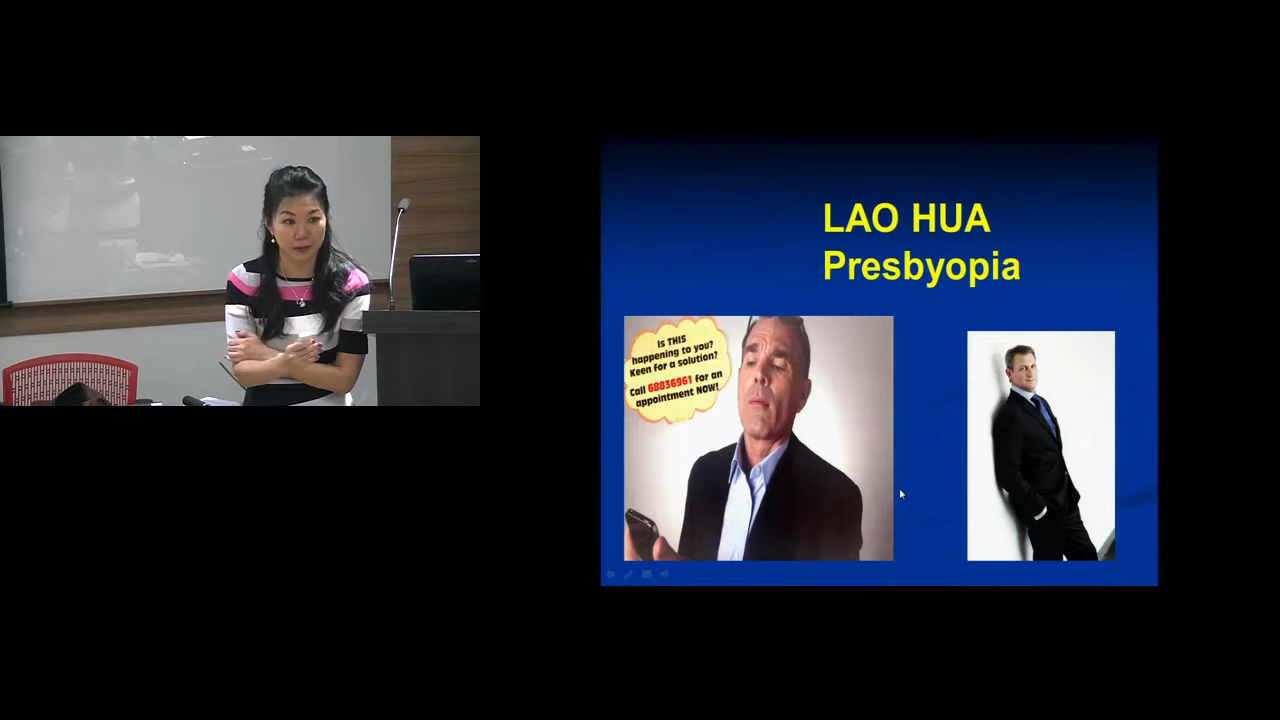 LAO HUA
Presbyopia
Is THIS
happening to you?
Keen for a solution?
Call 68836961 for an
appointment NOW!